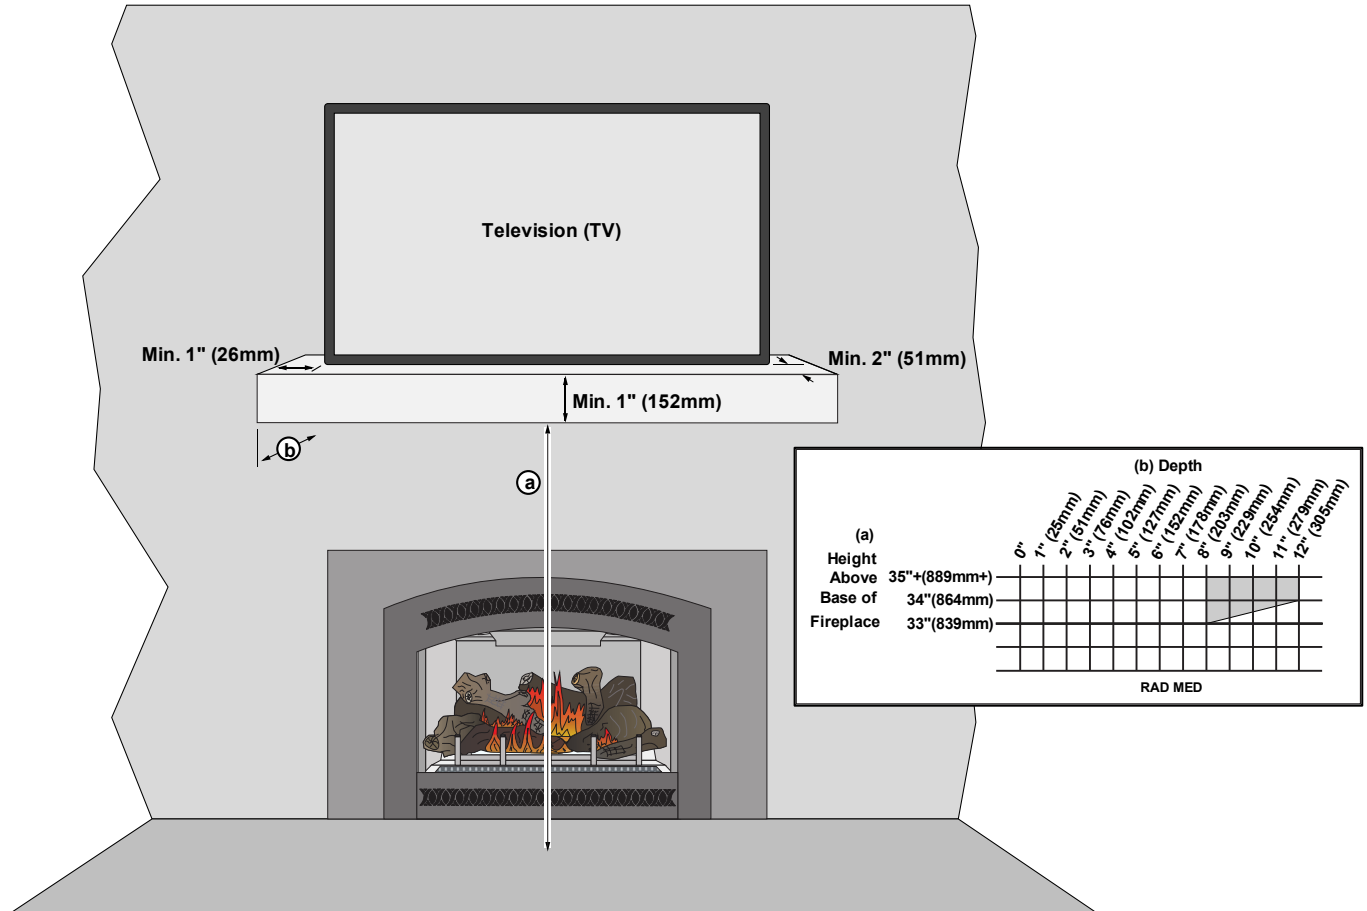 Television (TV)
Min. 1" (26mm)
Min. 2" (51mm)
Min. 1" (152mm)
b
a
(b) Depth
0"
1" (25mm)
2" (51mm)
3" (76mm)
4" (102mm)
5" (127mm)
6" (152mm)
7" (178mm)
8" (203mm)
9" (229mm)
10" (254mm)
11" (279mm)
12" (305mm)
(a)
Height
Above
Base of
Fireplace
35"+(889mm+)
34"(864mm)
33"(839mm)
RAD MED